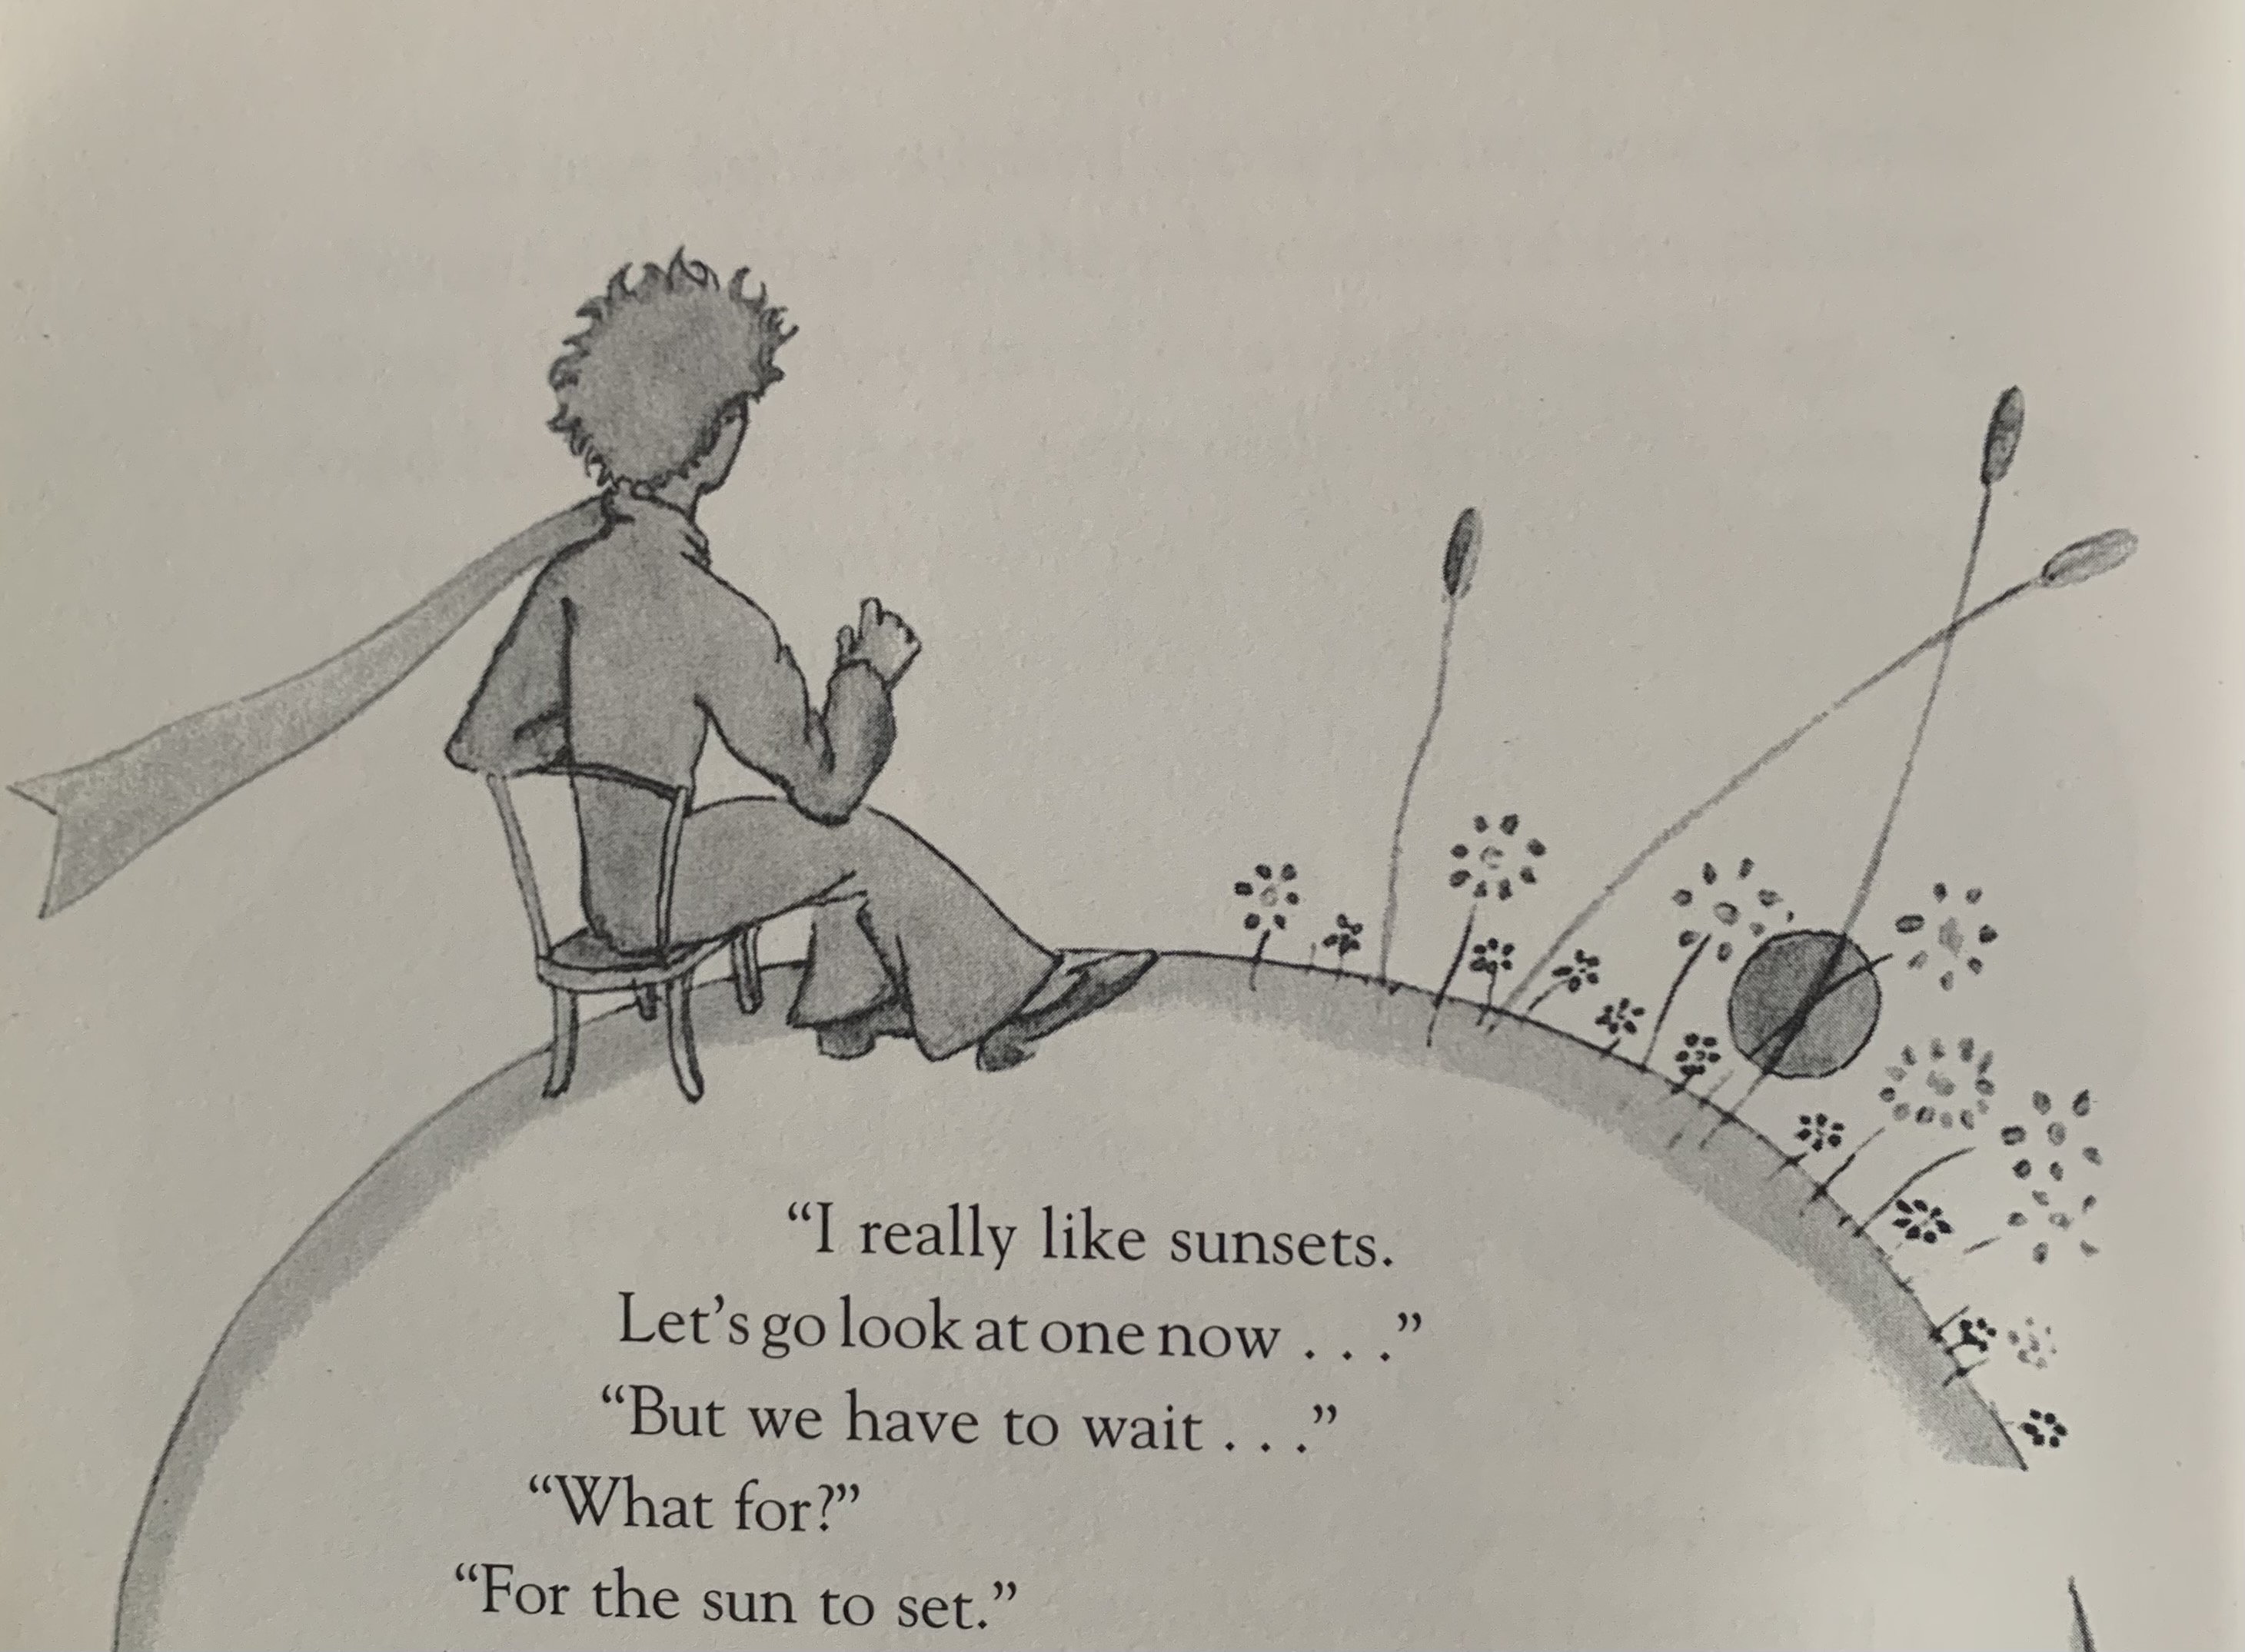 “I really like sunsets.
Let’s go look at one now . . .”
“But we have to wait . . .”
“What for?”
“For the sun to set.”